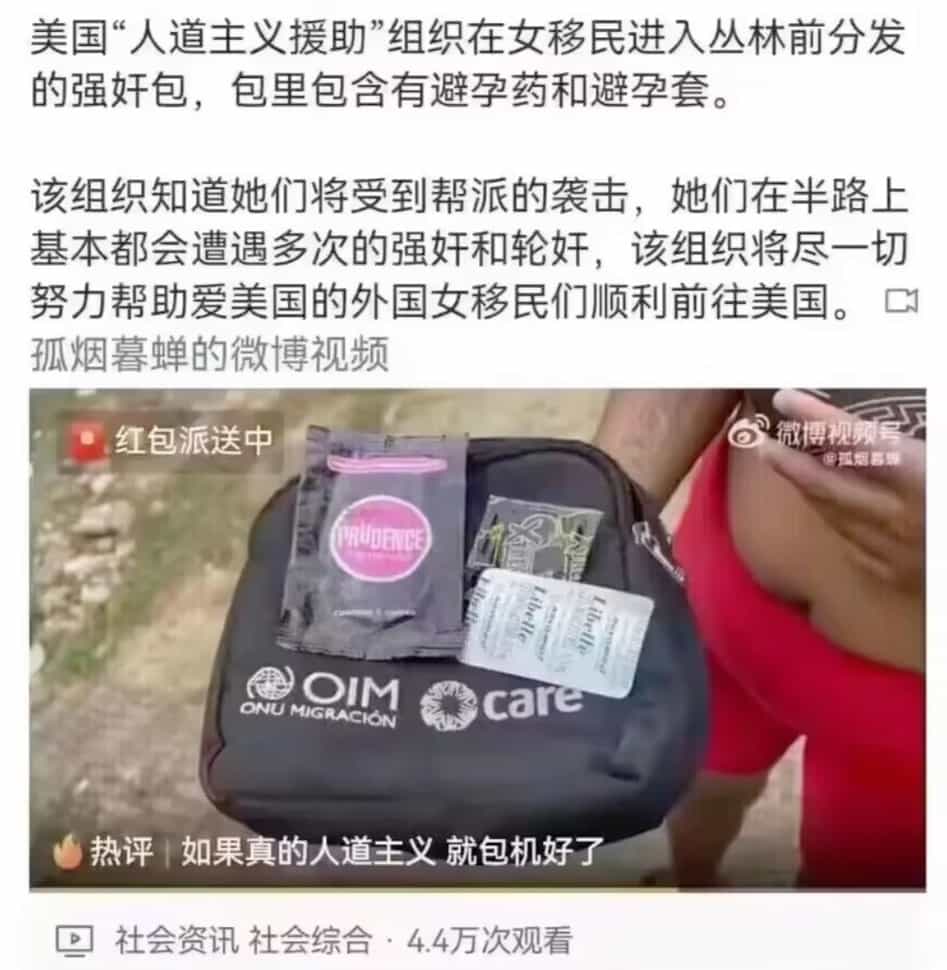 美国“人道主义援助”组织在女移民进入丛林前分发
的强奸包，包里包含有避孕药和避孕套。
该组织知道她们将受到帮派的袭击，她们在半路上
基本都会遭遇多次的强奸和轮奸，该组织将尽一切
努力帮助爱美国的外国女移民们顺利前往美国。
孤烟暮蝉的微博视频
红包派送中
微博视频号
@孤烟暮蝉
PRUDENCE
Libelle
Libelle
Libelle
OIM
ONU MIGRACIÓN
care
热评 | 如果真的人道主义 就包机好了
社会资讯 社会综合 · 4.4万次观看